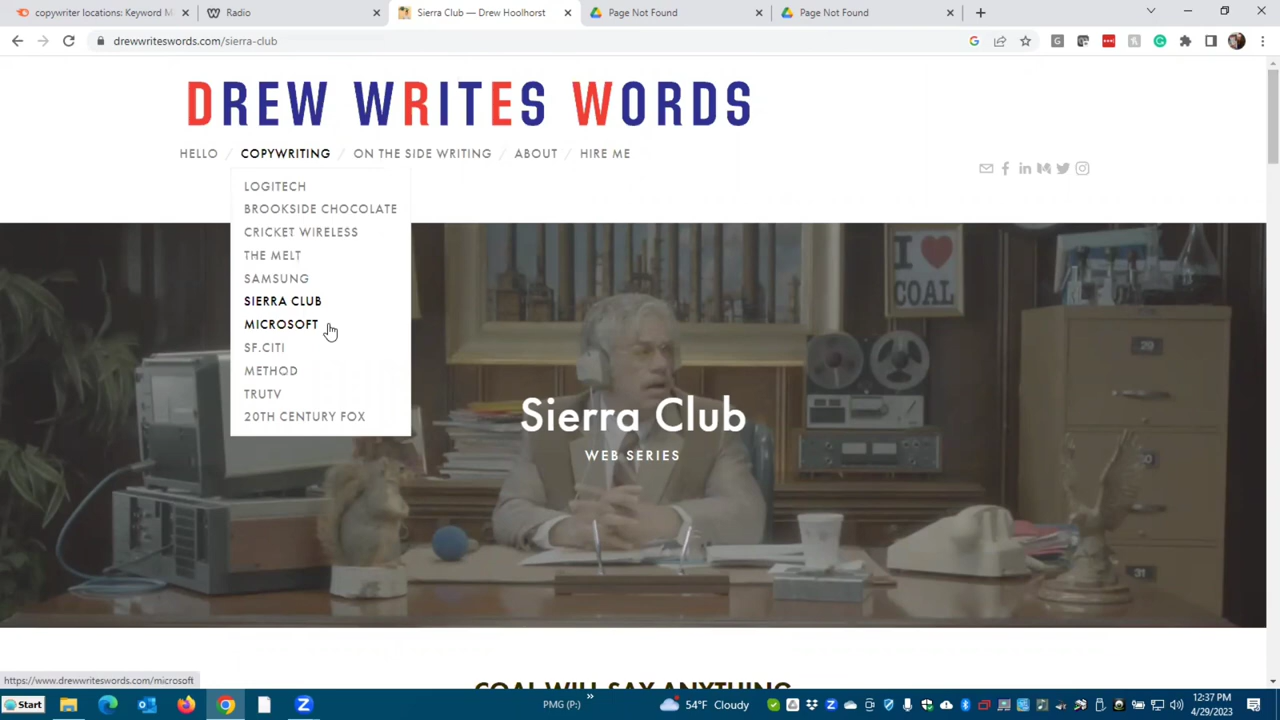 copywriter locations: Keyword M
Radio
Sierra Club — Drew Hoolhorst
Page Not Found
Page Not Found
drewwriteswords.com/sierra-club
DREW WRITES WORDS
HELLO / COPYWRITING / ON THE SIDE WRITING / ABOUT / HIRE ME
LOGITECH
BROOKSIDE CHOCOLATE
CRICKET WIRELESS
THE MELT
SAMSUNG
SIERRA CLUB
MICROSOFT
SF.CITI
METHOD
TRUTV
20TH CENTURY FOX
I
COAL
29
30
31
Sierra Club
WEB SERIES
COAL WILL SAY ANYTHING
https://www.drewwriteswords.com/microsoft
Start
PMG (P:)
54°F Cloudy
12:37 PM
4/29/2023